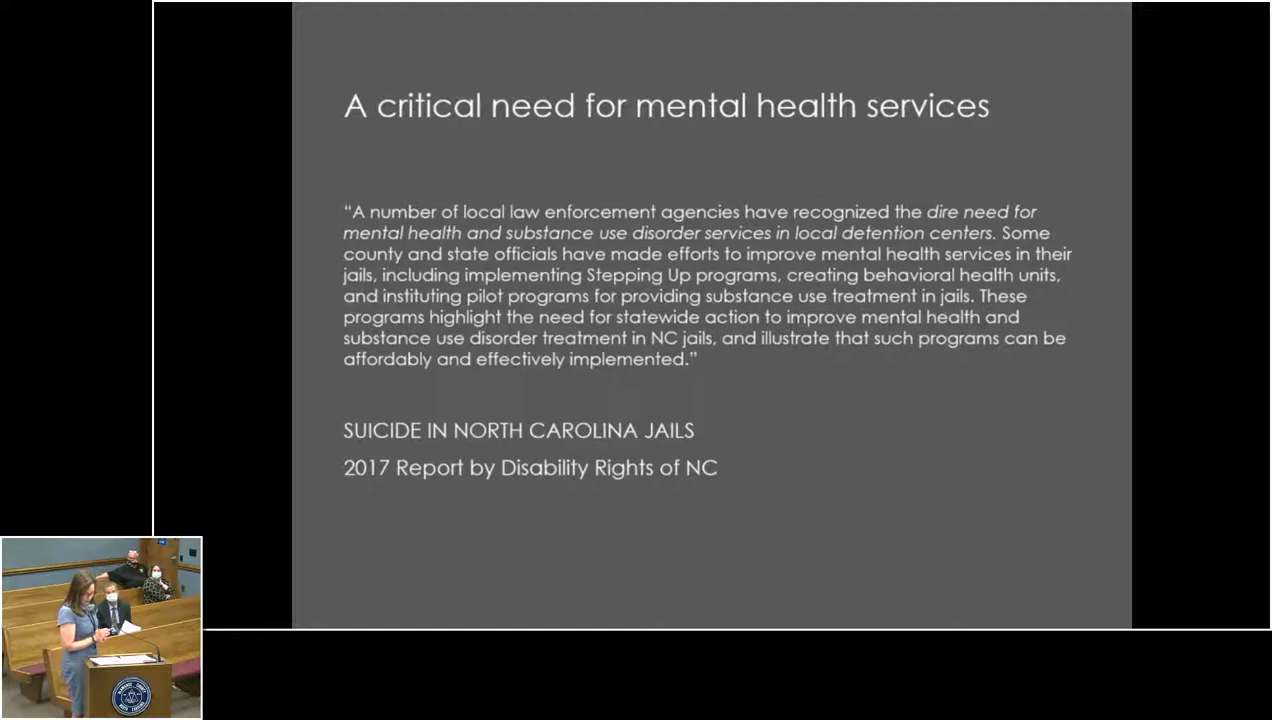 A critical need for mental health services
“A number of local law enforcement agencies have recognized the dire need for
mental health and substance use disorder services in local detention centers. Some
county and state officials have made efforts to improve mental health services in their
jails, including implementing Stepping Up programs, creating behavioral health units,
and instituting pilot programs for providing substance use treatment in jails. These
programs highlight the need for statewide action to improve mental health and
substance use disorder treatment in NC jails, and illustrate that such programs can be
affordably and effectively implemented.”
SUICIDE IN NORTH CAROLINA JAILS
2017 Report by Disability Rights of NC